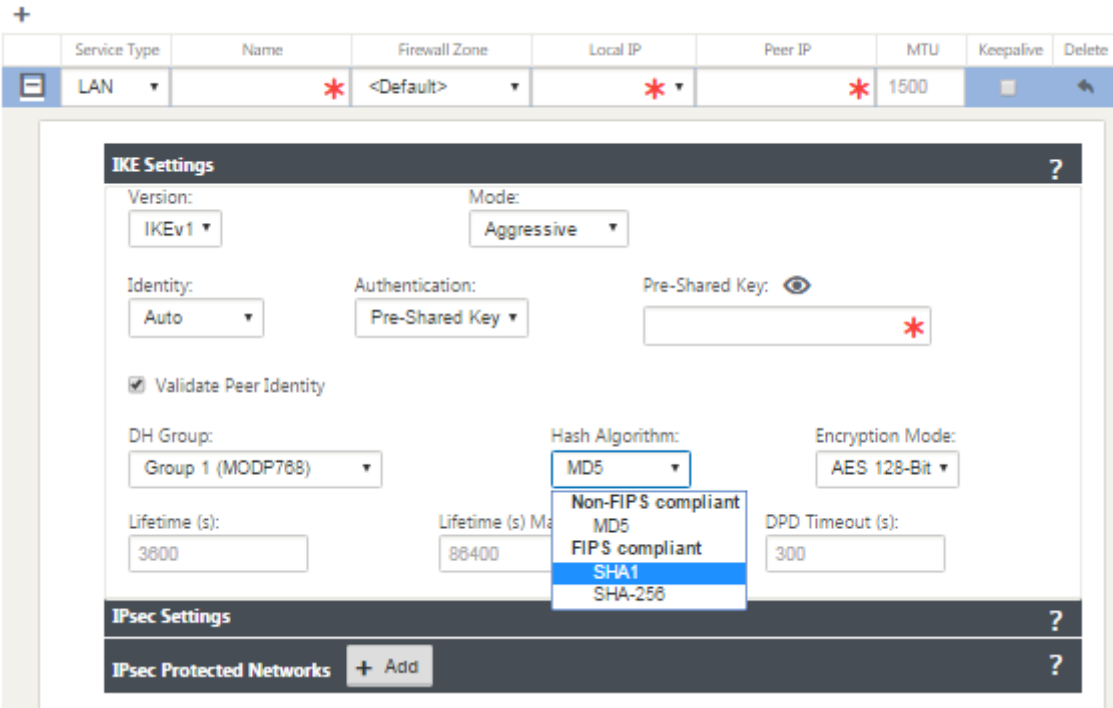 +
Service Type Name Firewall Zone Local IP Peer IP MTU Keepalive Delete
LAN * <Default> * * 1500
IKE Settings ?
Version: Mode:
IKEv1 Aggressive
Identity: Authentication: Pre-Shared Key:
Auto Pre-Shared Key *
Validate Peer Identity
DH Group: Hash Algorithm: Encryption Mode:
Group 1 (MODP768) MD5 AES 128-Bit
Non-FIPS compliant
MD5
Lifetime (s): Lifetime (s) Ma DPD Timeout (s):
FIPS compliant
3600 86400 300
SHA1
SHA-256
IPsec Settings ?
IPsec Protected Networks + Add ?